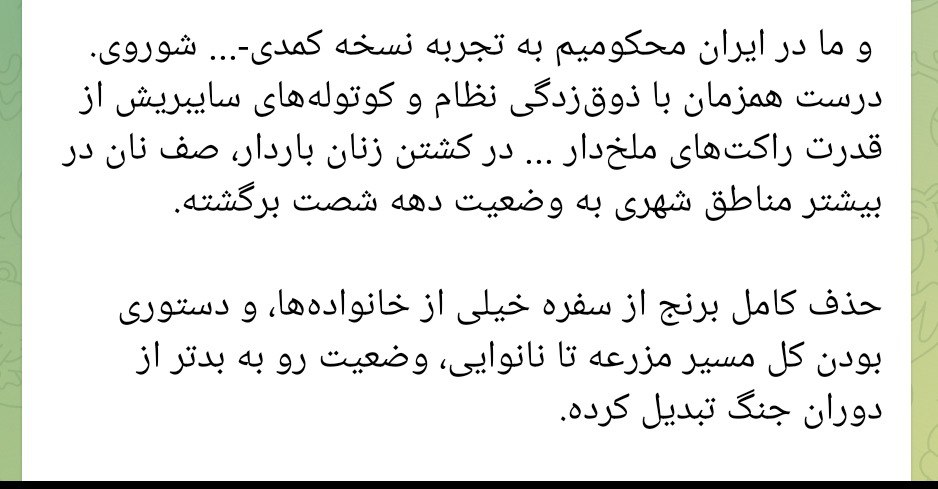 و ما در ایران محکومیم به تجربه نسخه کمدی-... شوروی.
درست همزمان با ذوق‌زدگی نظام و کوتوله‌های سایبریش از
قدرت راکت‌های ملخ‌دار ... در کشتن زنان باردار، صف نان در
بیشتر مناطق شهری به وضعیت دهه شصت برگشته.
حذف کامل برنج از سفره خیلی از خانواده‌ها، و دستوری
بودن کل مسیر مزرعه تا نانوایی، وضعیت رو به بدتر از
دوران جنگ تبدیل کرده.